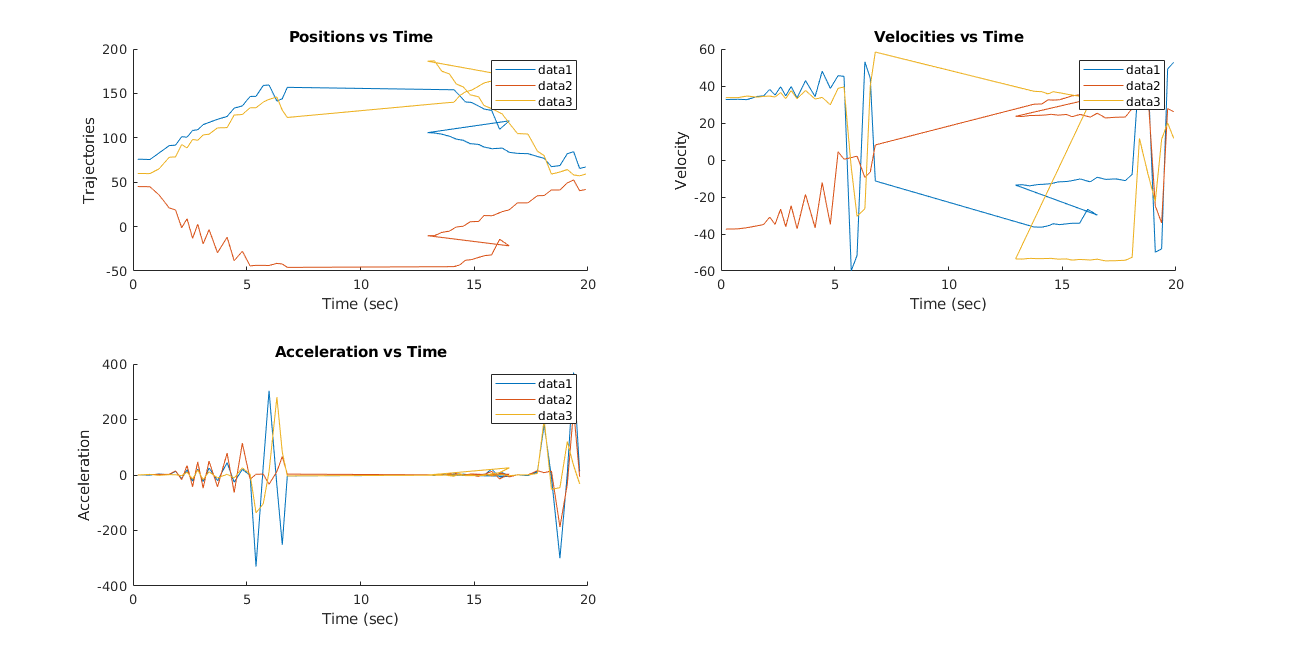 Positions vs Time
200
150
100
50
0
-50
Trajectories
data1
data2
data3
0 5 10 15 20
Time (sec)
Velocities vs Time
60
40
20
0
-20
-40
-60
Velocity
data1
data2
data3
0 5 10 15 20
Time (sec)
Acceleration vs Time
400
200
0
-200
-400
Acceleration
data1
data2
data3
0 5 10 15 20
Time (sec)